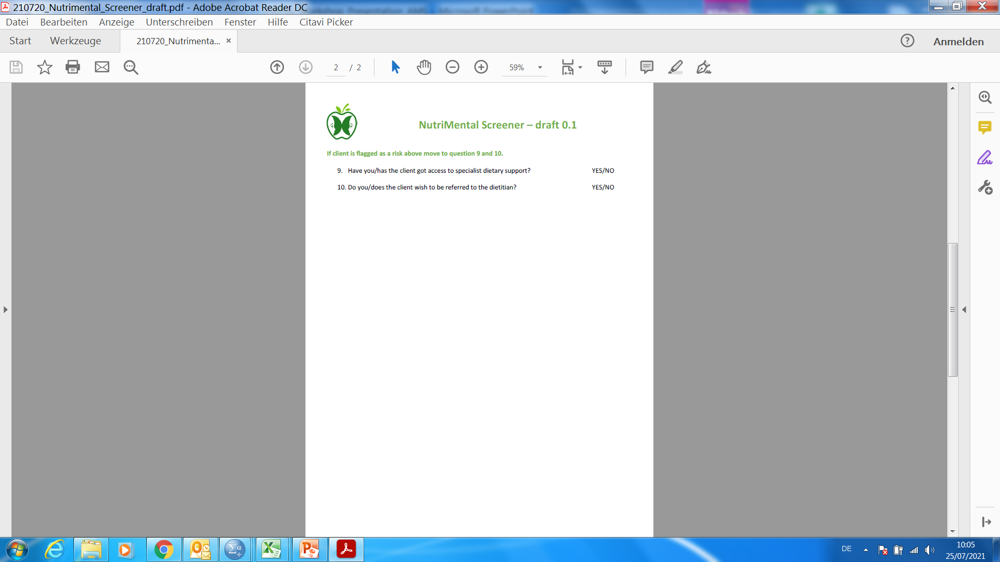 210720_Nutrimental_Screener_draft.pdf - Adobe Acrobat Reader DC
Datei Bearbeiten Anzeige Unterschreiben Fenster Hilfe Citavi Picker
Start Werkzeuge 210720_Nutrimenta... × Anmelden
2 / 2 59%
NutriMental Screener – draft 0.1
If client is flagged as a risk above move to question 9 and 10.
9. Have you/has the client got access to specialist dietary support? YES/NO
10. Do you/does the client wish to be referred to the dietitian? YES/NO
DE
10:05
25/07/2021